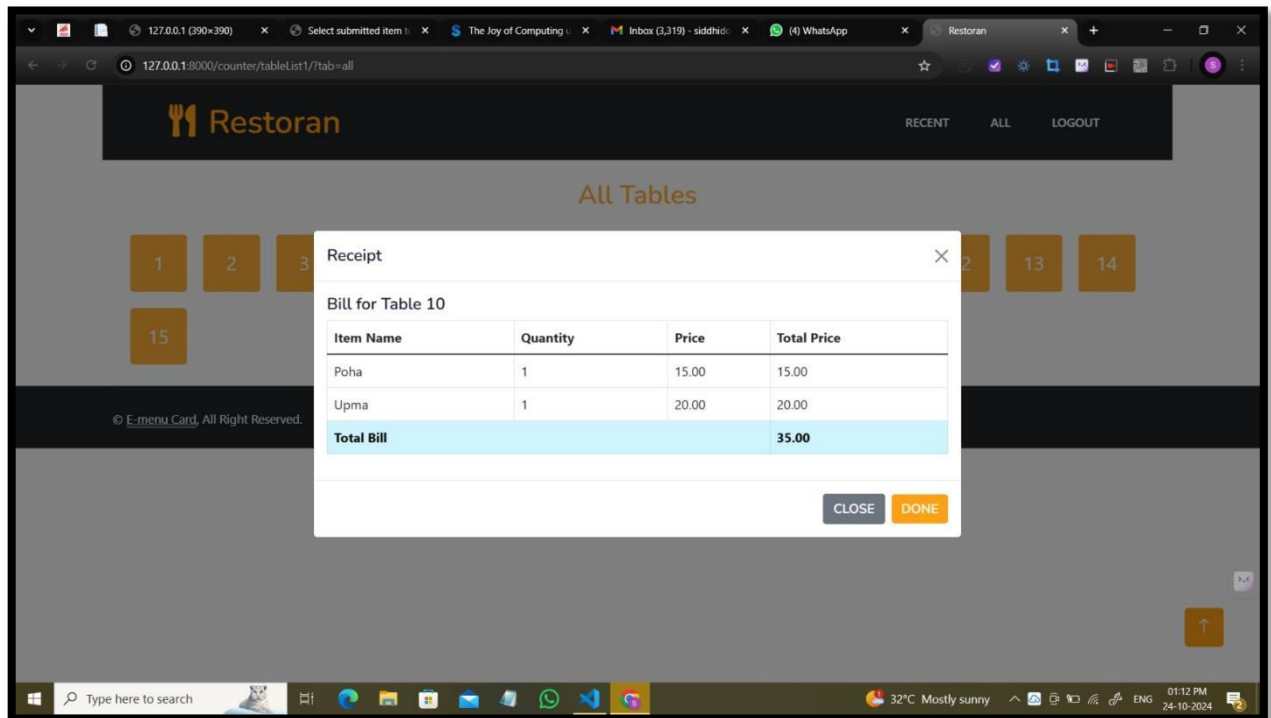 127.0.0.1 (390×390)
Select submitted item t
The Joy of Computing u
Inbox (3,319) - siddhido
(4) WhatsApp
Restoran
127.0.0.1:8000/counter/tableList1/?tab=all
S
Restoran
RECENT ALL LOGOUT
All Tables
1 2 3 2 13 14
15
Receipt
Bill for Table 10
Item Name Quantity Price Total Price
Poha 1 15.00 15.00
Upma 1 20.00 20.00
Total Bill 35.00
CLOSE DONE
© E-menu Card, All Right Reserved.
Type here to search
32°C Mostly sunny
ENG
01:12 PM
24-10-2024
2